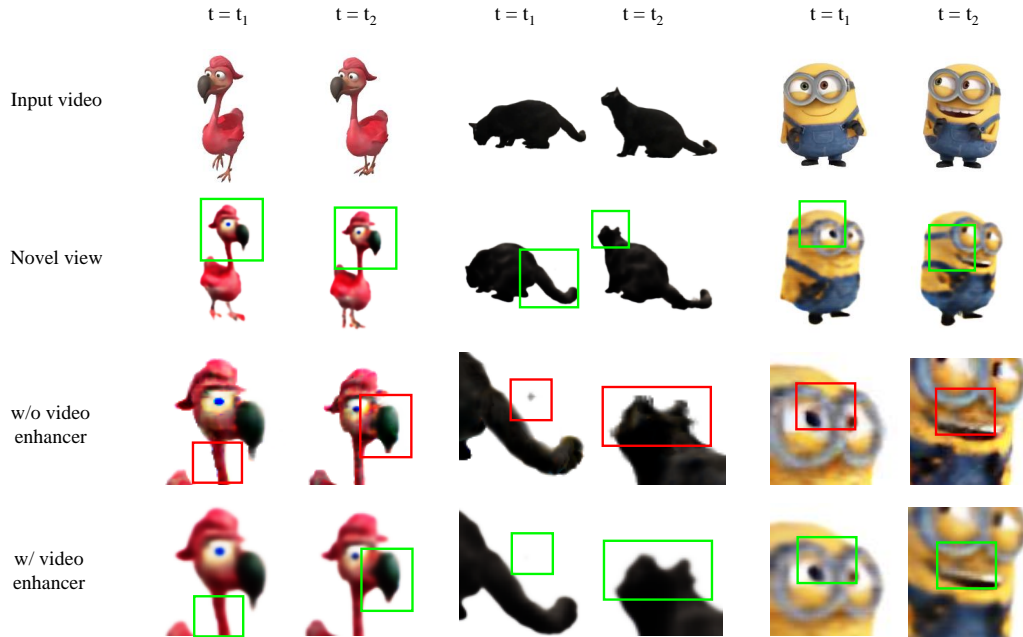 t = t₁ t = t₂ t = t₁ t = t₂ t = t₁ t = t₂
Input video
Novel view
w/o video
enhancer
w/ video
enhancer